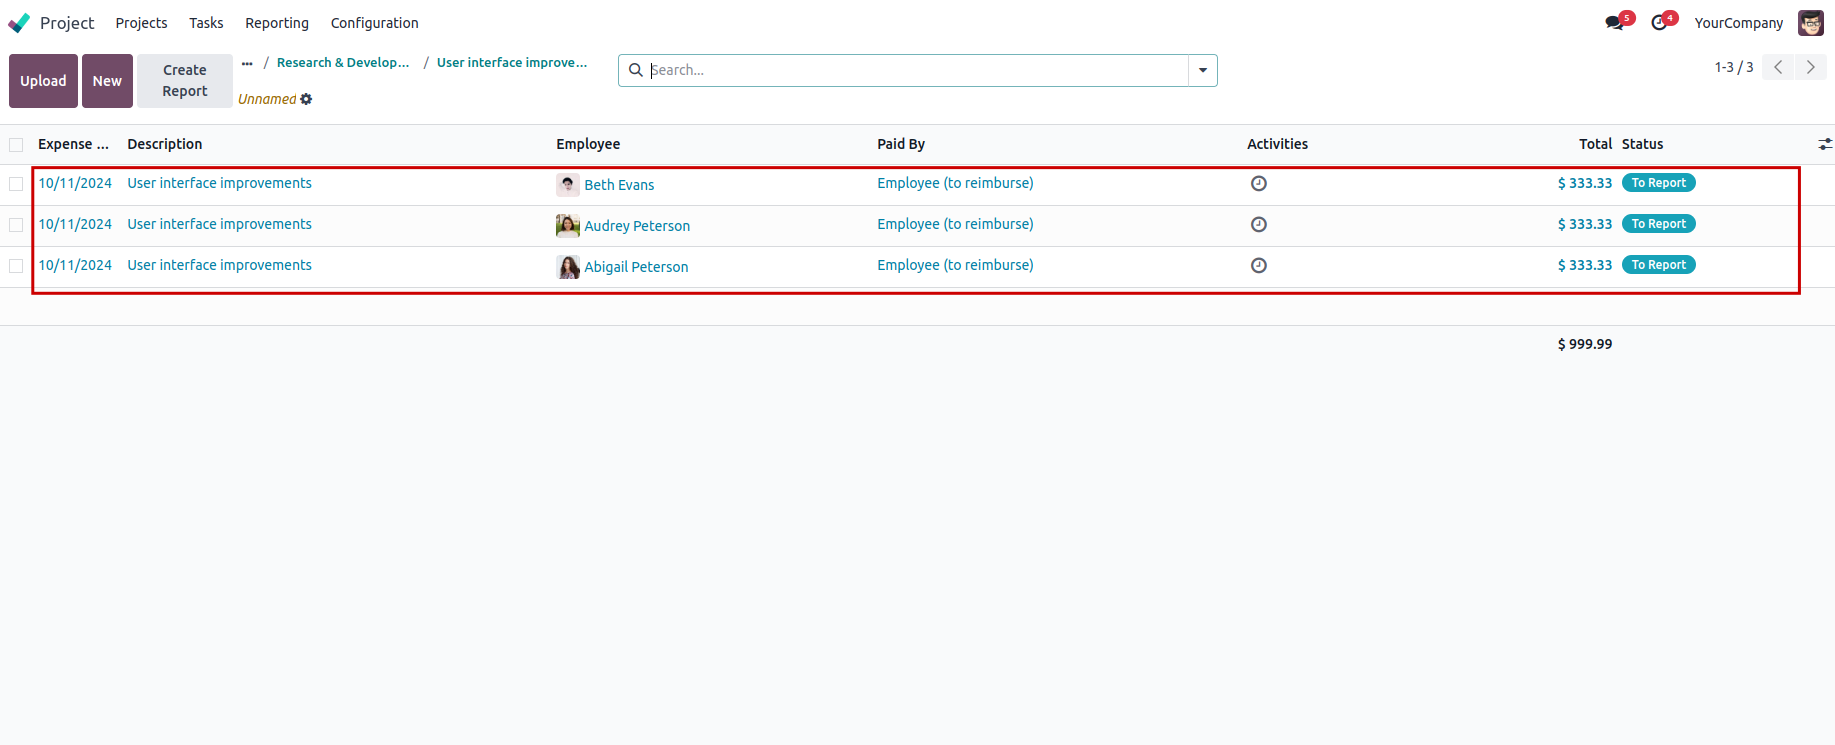 Project Projects Tasks Reporting Configuration 5 4 YourCompany
Upload New Create Report ... / Research & Develop... / User interface improve...
Unnamed
Search...
1-3 / 3
Expense ... Description Employee Paid By Activities Total Status
10/11/2024 User interface improvements Beth Evans Employee (to reimburse) $ 333.33 To Report
10/11/2024 User interface improvements Audrey Peterson Employee (to reimburse) $ 333.33 To Report
10/11/2024 User interface improvements Abigail Peterson Employee (to reimburse) $ 333.33 To Report
$ 999.99